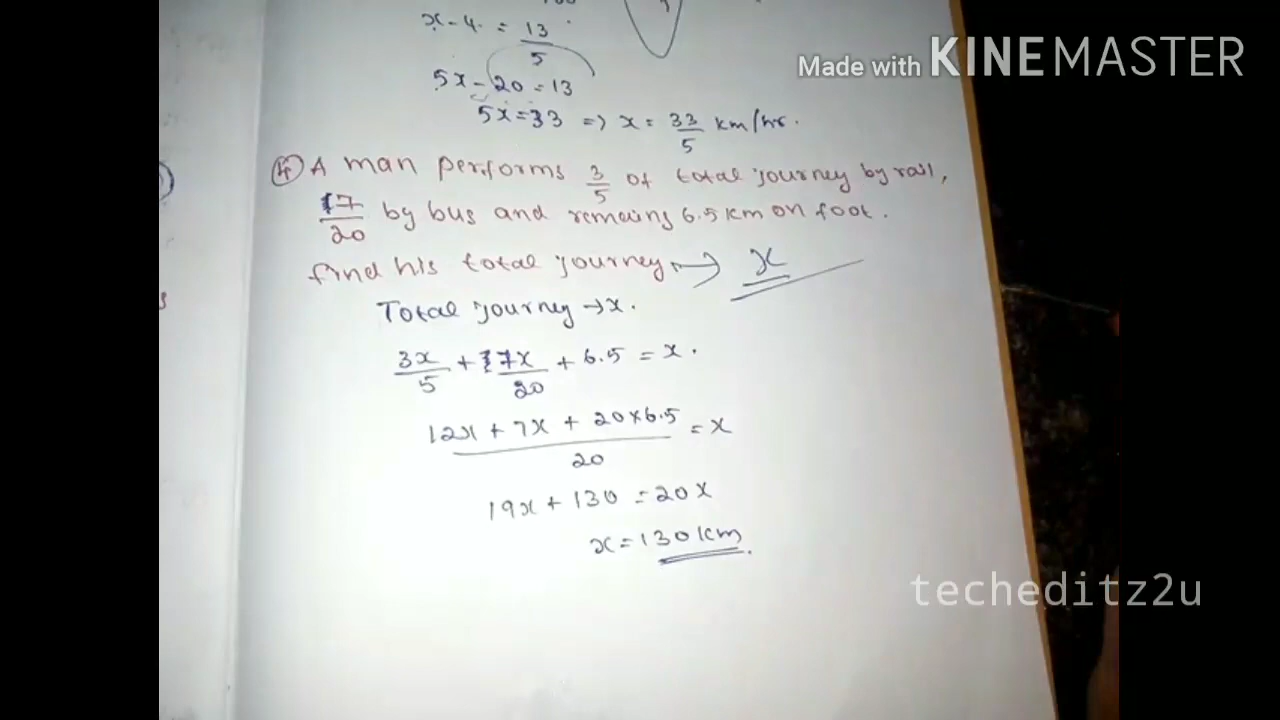 x-4 = 13/5
Made with KINEMASTER
5x-20=13
5x=33 => x = 33/5 km/hr.
④ A man performs 3/5 of total journey by rail,
17/20 by bus and remaing 6.5 km on foot.
find his total journey → x
Total journey → x.
3x/5 + 17x/20 + 6.5 = x.
12x + 7x + 20x6.5/20 = x
19x + 130 = 20x
x = 130 km.
techeditz2u